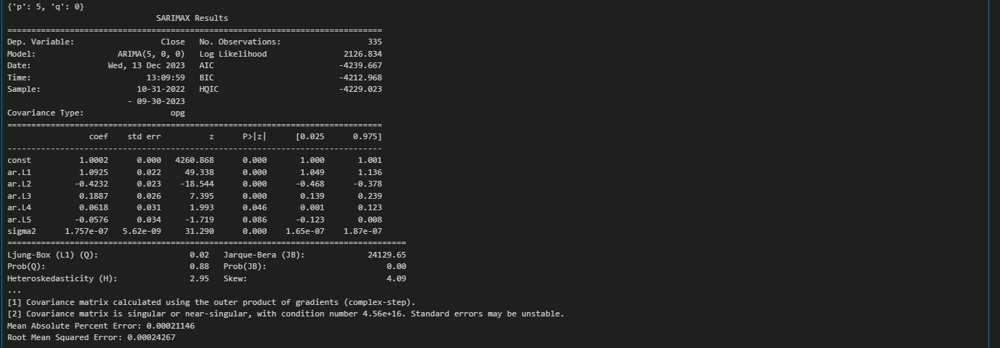 {'p': 5, 'q': 0}
                               SARIMAX Results
==============================================================================
Dep. Variable:                  Close   No. Observations:                  335
Model:                 ARIMA(5, 0, 0)   Log Likelihood                2126.834
Date:                Wed, 13 Dec 2023   AIC                          -4239.667
Time:                        13:09:59   BIC                          -4212.968
Sample:                    10-31-2022   HQIC                         -4229.023
                         - 09-30-2023
Covariance Type:                  opg
==============================================================================
                 coef    std err          z      P>|z|      [0.025      0.975]
------------------------------------------------------------------------------
const          1.0002      0.000   4260.868      0.000       1.000       1.001
ar.L1          1.0925      0.022     49.338      0.000       1.049       1.136
ar.L2         -0.4232      0.023    -18.544      0.000      -0.468      -0.378
ar.L3          0.1887      0.026      7.395      0.000       0.139       0.239
ar.L4          0.0618      0.031      1.993      0.046       0.001       0.123
ar.L5         -0.0576      0.034     -1.719      0.086      -0.123       0.008
sigma2      1.757e-07   5.62e-09     31.290      0.000    1.65e-07    1.87e-07
===================================================================================
Ljung-Box (L1) (Q):                   0.02   Jarque-Bera (JB):             24129.65
Prob(Q):                              0.88   Prob(JB):                         0.00
Heteroskedasticity (H):               2.95   Skew:                             4.09
...
[1] Covariance matrix calculated using the outer product of gradients (complex-step).
[2] Covariance matrix is singular or near-singular, with condition number 4.56e+16. Standard errors may be unstable.
Mean Absolute Percent Error: 0.00021146
Root Mean Squared Error: 0.00024267